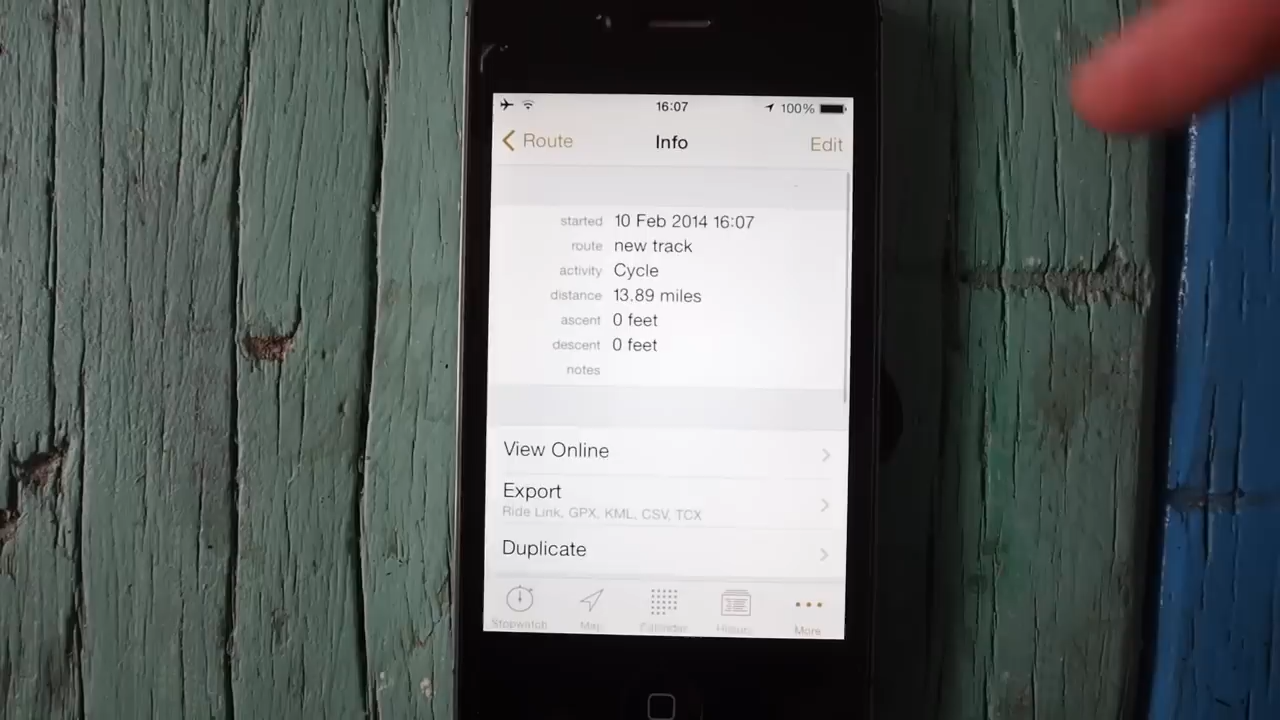 16:07
100%
Route
Info
Edit
started 10 Feb 2014 16:07
route new track
activity Cycle
distance 13.89 miles
ascent 0 feet
descent 0 feet
notes
View Online
Export
Ride Link, GPX, KML, CSV, TCX
Duplicate
Stopwatch Map Calendar History More